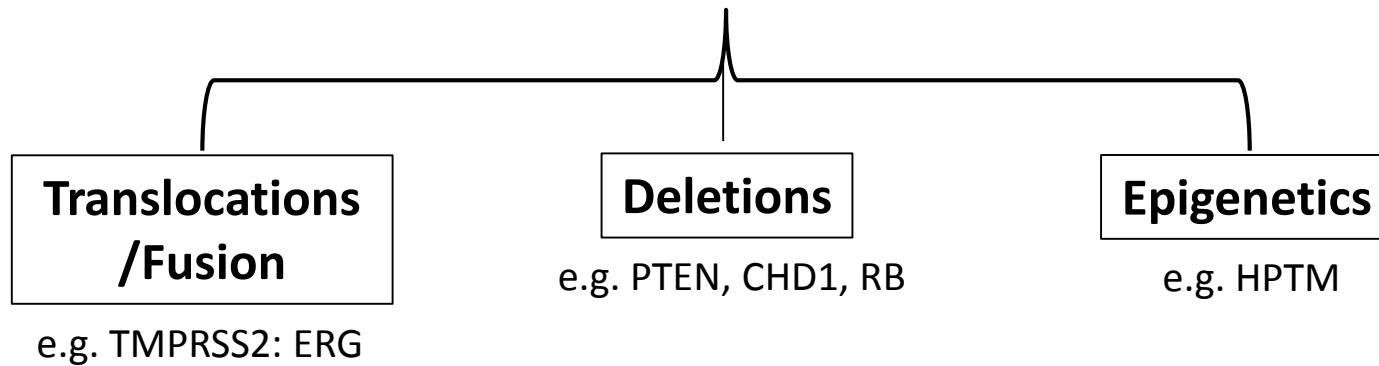 Translocations
/Fusion
e.g. TMPRSS2: ERG
Deletions
e.g. PTEN, CHD1, RB
Epigenetics
e.g. HPTM